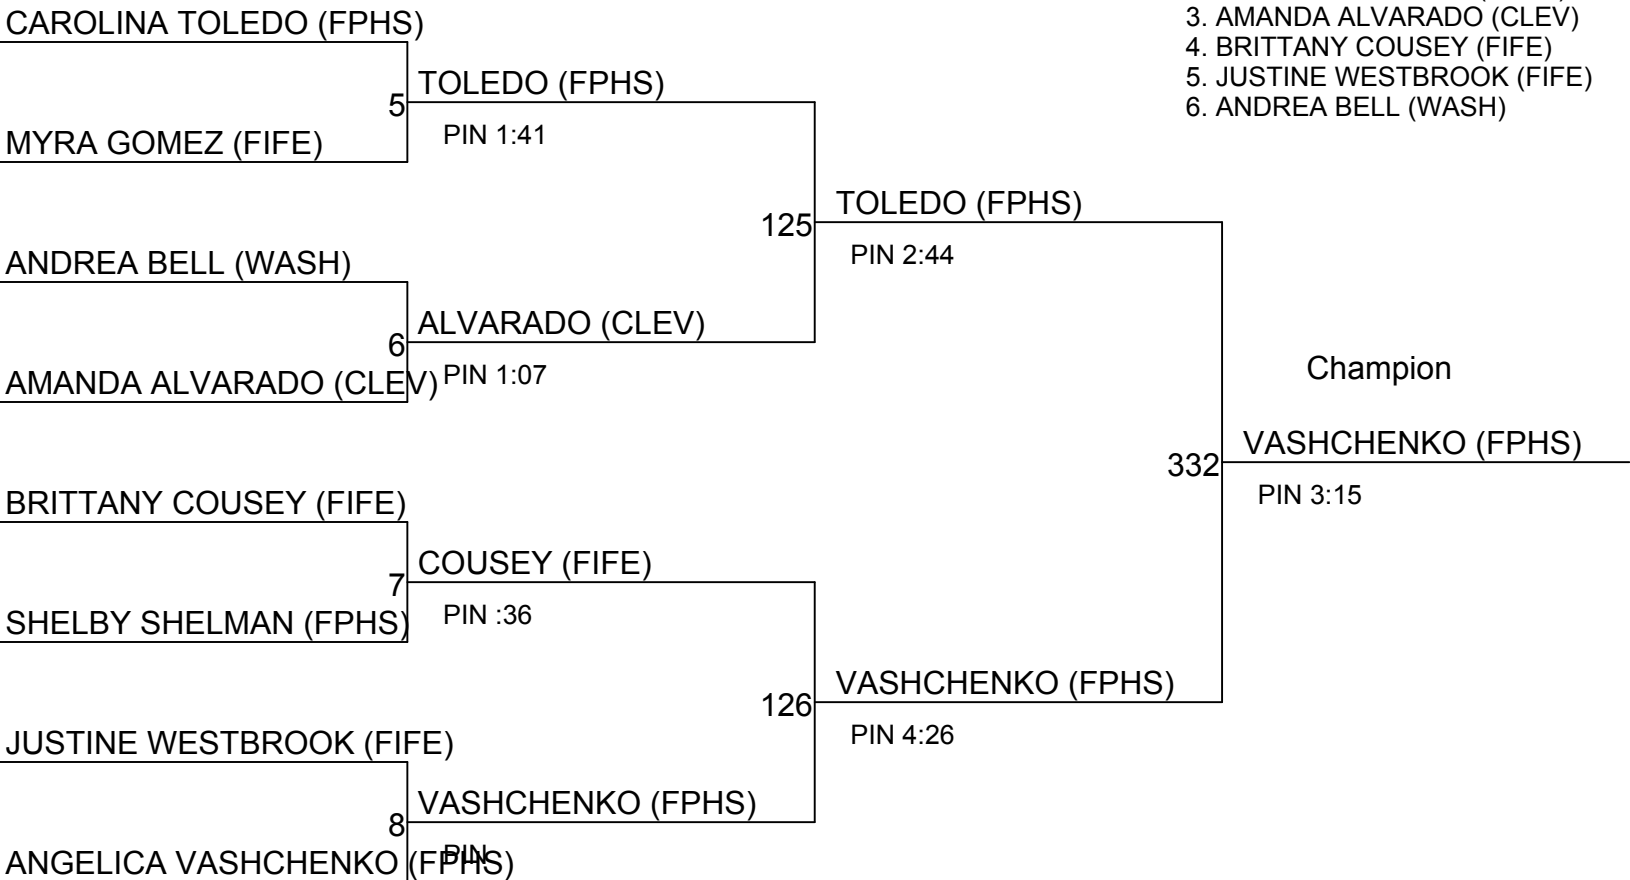 3. AMANDA ALVARADO (CLEV)
4. BRITTANY COUSEY (FIFE)
5. JUSTINE WESTBROOK (FIFE)
6. ANDREA BELL (WASH)
CAROLINA TOLEDO (FPHS)
TOLEDO (FPHS)
5
PIN 1:41
MYRA GOMEZ (FIFE)
TOLEDO (FPHS)
125
PIN 2:44
ANDREA BELL (WASH)
ALVARADO (CLEV)
6
PIN 1:07
AMANDA ALVARADO (CLEV)
Champion
VASHCHENKO (FPHS)
332
PIN 3:15
BRITTANY COUSEY (FIFE)
COUSEY (FIFE)
7
PIN :36
SHELBY SHELMAN (FPHS)
VASHCHENKO (FPHS)
126
PIN 4:26
JUSTINE WESTBROOK (FIFE)
VASHCHENKO (FPHS)
8
PIN
ANGELICA VASHCHENKO (FPHS)